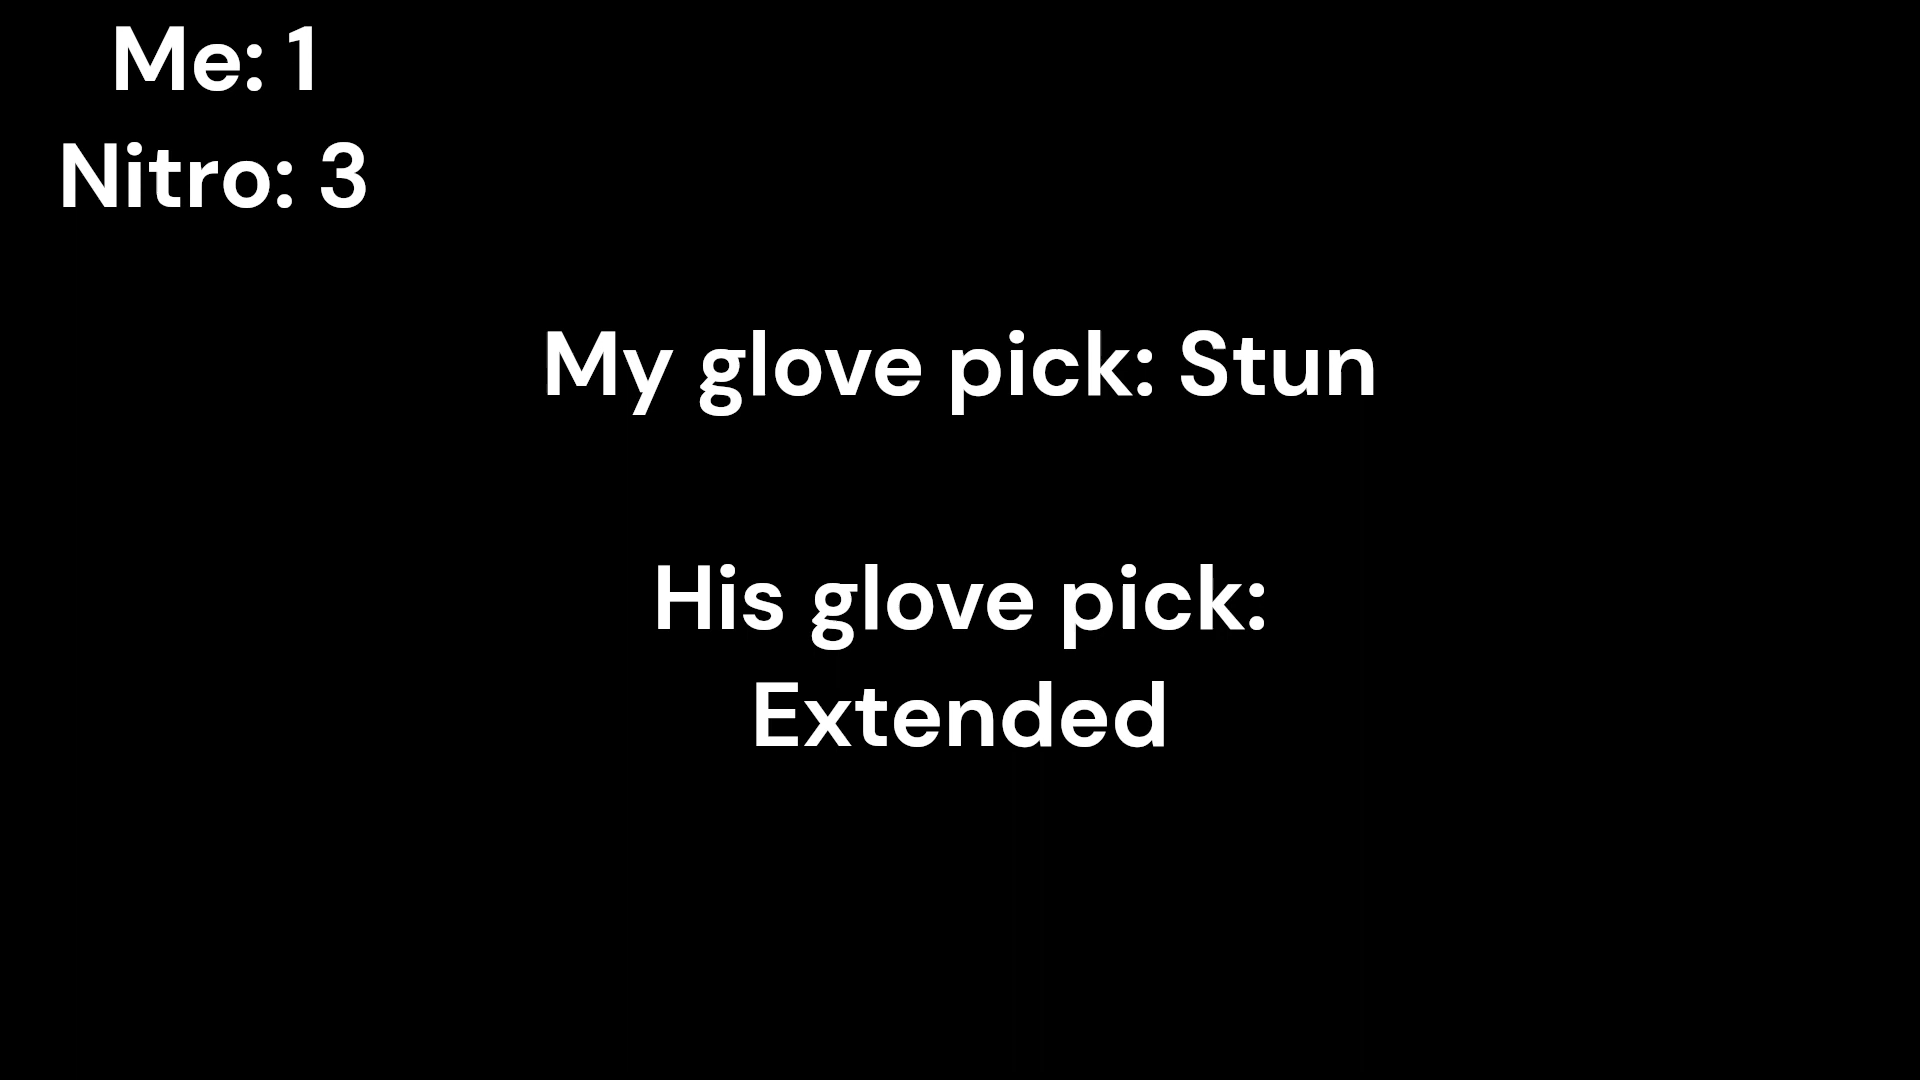 Me: 1
Nitro: 3
My glove pick: Stun
His glove pick:
Extended